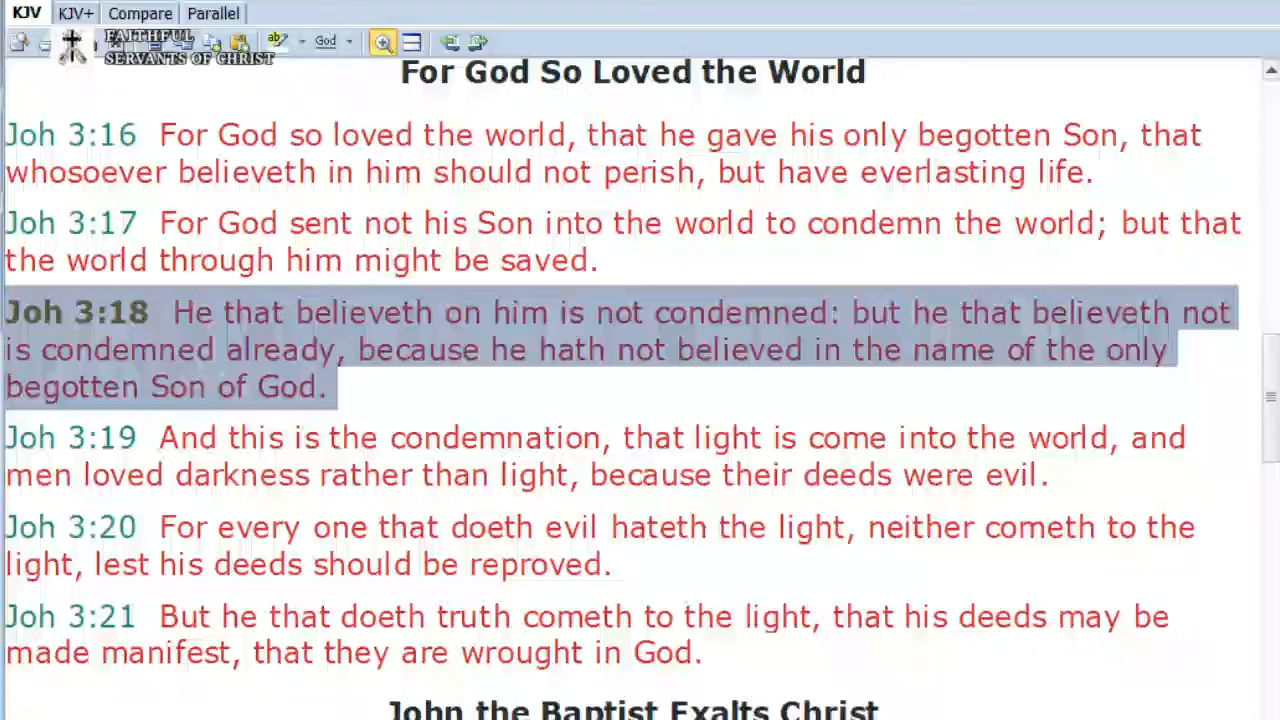 KJV KJV+ Compare Parallel
FAITHFUL God
SERVANTS OF CHRIST
For God So Loved the World
Joh 3:16 For God so loved the world, that he gave his only begotten Son, that
whosoever believeth in him should not perish, but have everlasting life.
Joh 3:17 For God sent not his Son into the world to condemn the world; but that
the world through him might be saved.
Joh 3:18 He that believeth on him is not condemned: but he that believeth not
is condemned already, because he hath not believed in the name of the only
begotten Son of God.
Joh 3:19 And this is the condemnation, that light is come into the world, and
men loved darkness rather than light, because their deeds were evil.
Joh 3:20 For every one that doeth evil hateth the light, neither cometh to the
light, lest his deeds should be reproved.
Joh 3:21 But he that doeth truth cometh to the light, that his deeds may be
made manifest, that they are wrought in God.
John the Baptist Exalts Christ